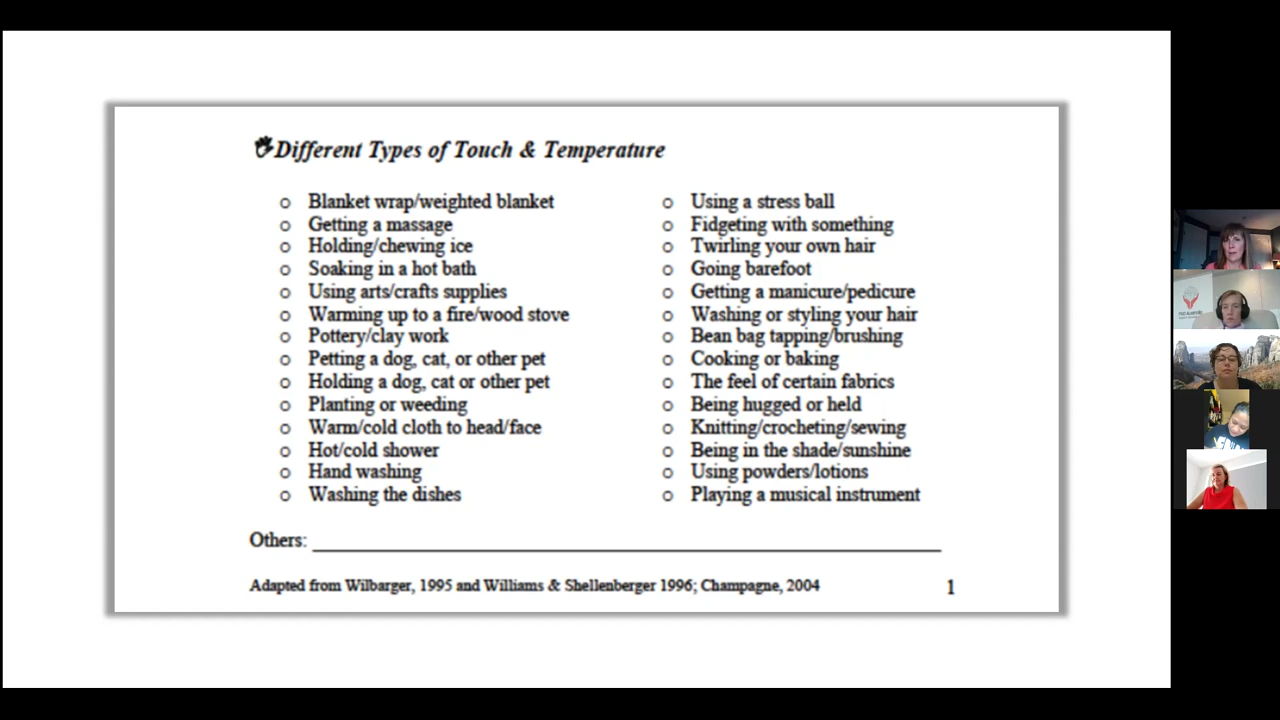 Different Types of Touch & Temperature
o Blanket wrap/weighted blanket
o Getting a massage
o Holding/chewing ice
o Soaking in a hot bath
o Using arts/crafts supplies
o Warming up to a fire/wood stove
o Pottery/clay work
o Petting a dog, cat, or other pet
o Holding a dog, cat or other pet
o Planting or weeding
o Warm/cold cloth to head/face
o Hot/cold shower
o Hand washing
o Washing the dishes
o Using a stress ball
o Fidgeting with something
o Twirling your own hair
o Going barefoot
o Getting a manicure/pedicure
o Washing or styling your hair
o Bean bag tapping/brushing
o Cooking or baking
o The feel of certain fabrics
o Being hugged or held
o Knitting/crocheting/sewing
o Being in the shade/sunshine
o Using powders/lotions
o Playing a musical instrument
Others:
Adapted from Wilbarger, 1995 and Williams & Shellenberger 1996; Champagne, 2004
1